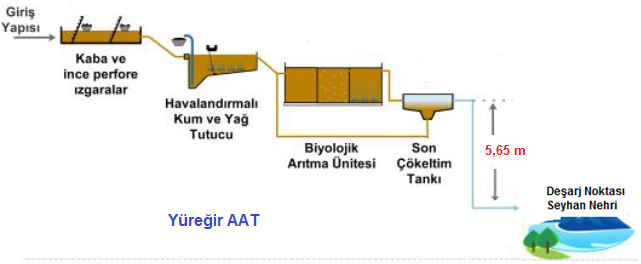 Giriş
Yapısı
Kaba ve
ince perfore
ızgaralar
Havalandırmalı
Kum ve Yağ
Tutucu
Biyolojik
Arıtma Ünitesi
Son
Çökeltim
Tankı
5,65 m
Deşarj Noktası
Seyhan Nehri
Yüreğir AAT